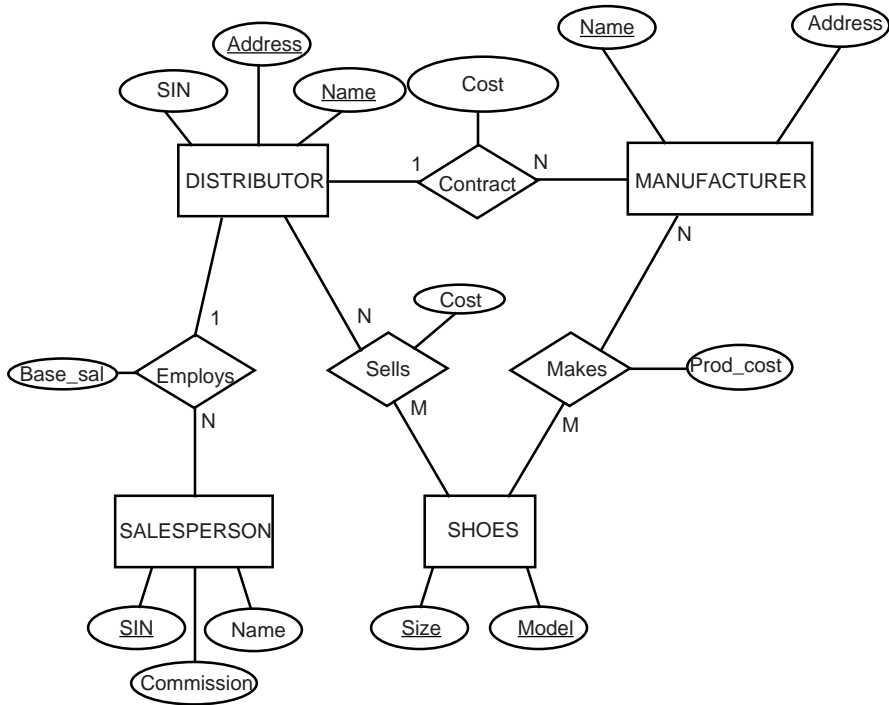 Address
Name
Address
SIN
Name
Cost
1
N
DISTRIBUTOR
Contract
MANUFACTURER
N
1
N
Cost
Base_sal
Employs
Sells
Makes
Prod_cost
N
M
M
SALESPERSON
SHOES
SIN
Name
Size
Model
Commission